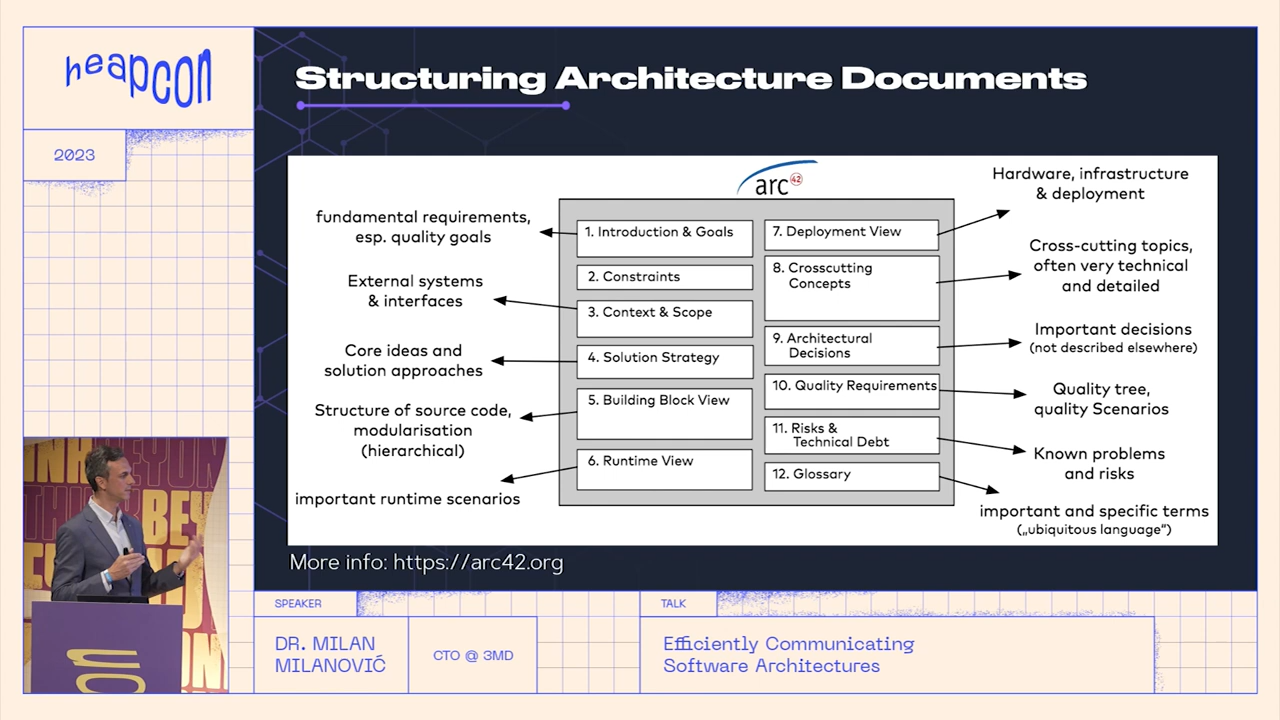 heapcon
2023
Structuring Architecture Documents
arc42
fundamental requirements,
esp. quality goals
External systems
& interfaces
Core ideas and
solution approaches
Structure of source code,
modularisation
(hierarchical)
important runtime scenarios
1. Introduction & Goals
2. Constraints
3. Context & Scope
4. Solution Strategy
5. Building Block View
6. Runtime View
7. Deployment View
8. Crosscutting
Concepts
9. Architectural
Decisions
10. Quality Requirements
11. Risks &
Technical Debt
12. Glossary
Hardware, infrastructure
& deployment
Cross-cutting topics,
often very technical
and detailed
Important decisions
(not described elsewhere)
Quality tree,
quality Scenarios
Known problems
and risks
important and specific terms
(„ubiquitous language“)
More info: https://arc42.org
SPEAKER
DR. MILAN
MILANOVIĆ
CTO @ 3MD
TALK
Efficiently Communicating
Software Architectures